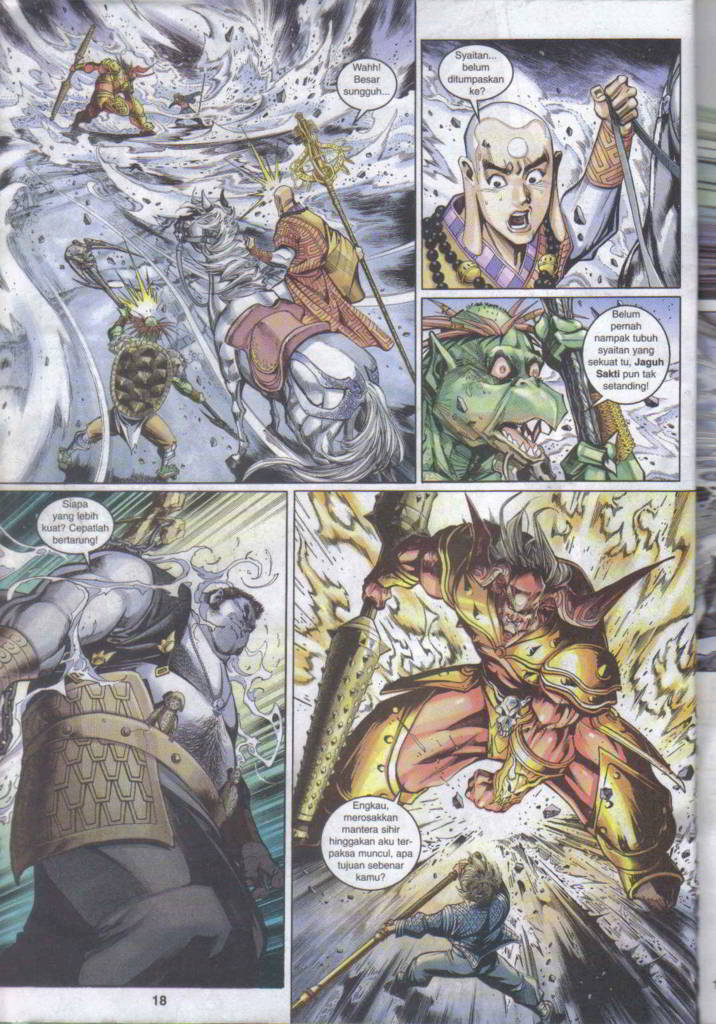 Wahh!
Besar
sungguh...
Syaitan...
belum
ditumpaskan
ke?
Belum
pernah
nampak tubuh
syaitan yang
sekuat tu, Jaguh
Sakti pun tak
setanding!
Siapa
yang lebih
kuat? Cepatlah
bertarung!
Engkau,
merosakkan
mantera sihir
hinggakan aku ter-
paksa muncul, apa
tujuan sebenar
kamu?
18